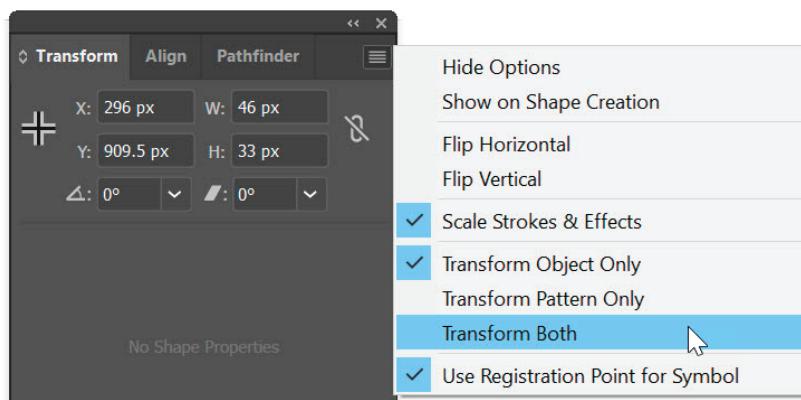 Transform Align Pathfinder
X: 296 px W: 46 px
Y: 909.5 px H: 33 px
: 0° : 0°
No Shape Properties
Hide Options
Show on Shape Creation
Flip Horizontal
Flip Vertical
Scale Strokes & Effects
Transform Object Only
Transform Pattern Only
Transform Both
Use Registration Point for Symbol